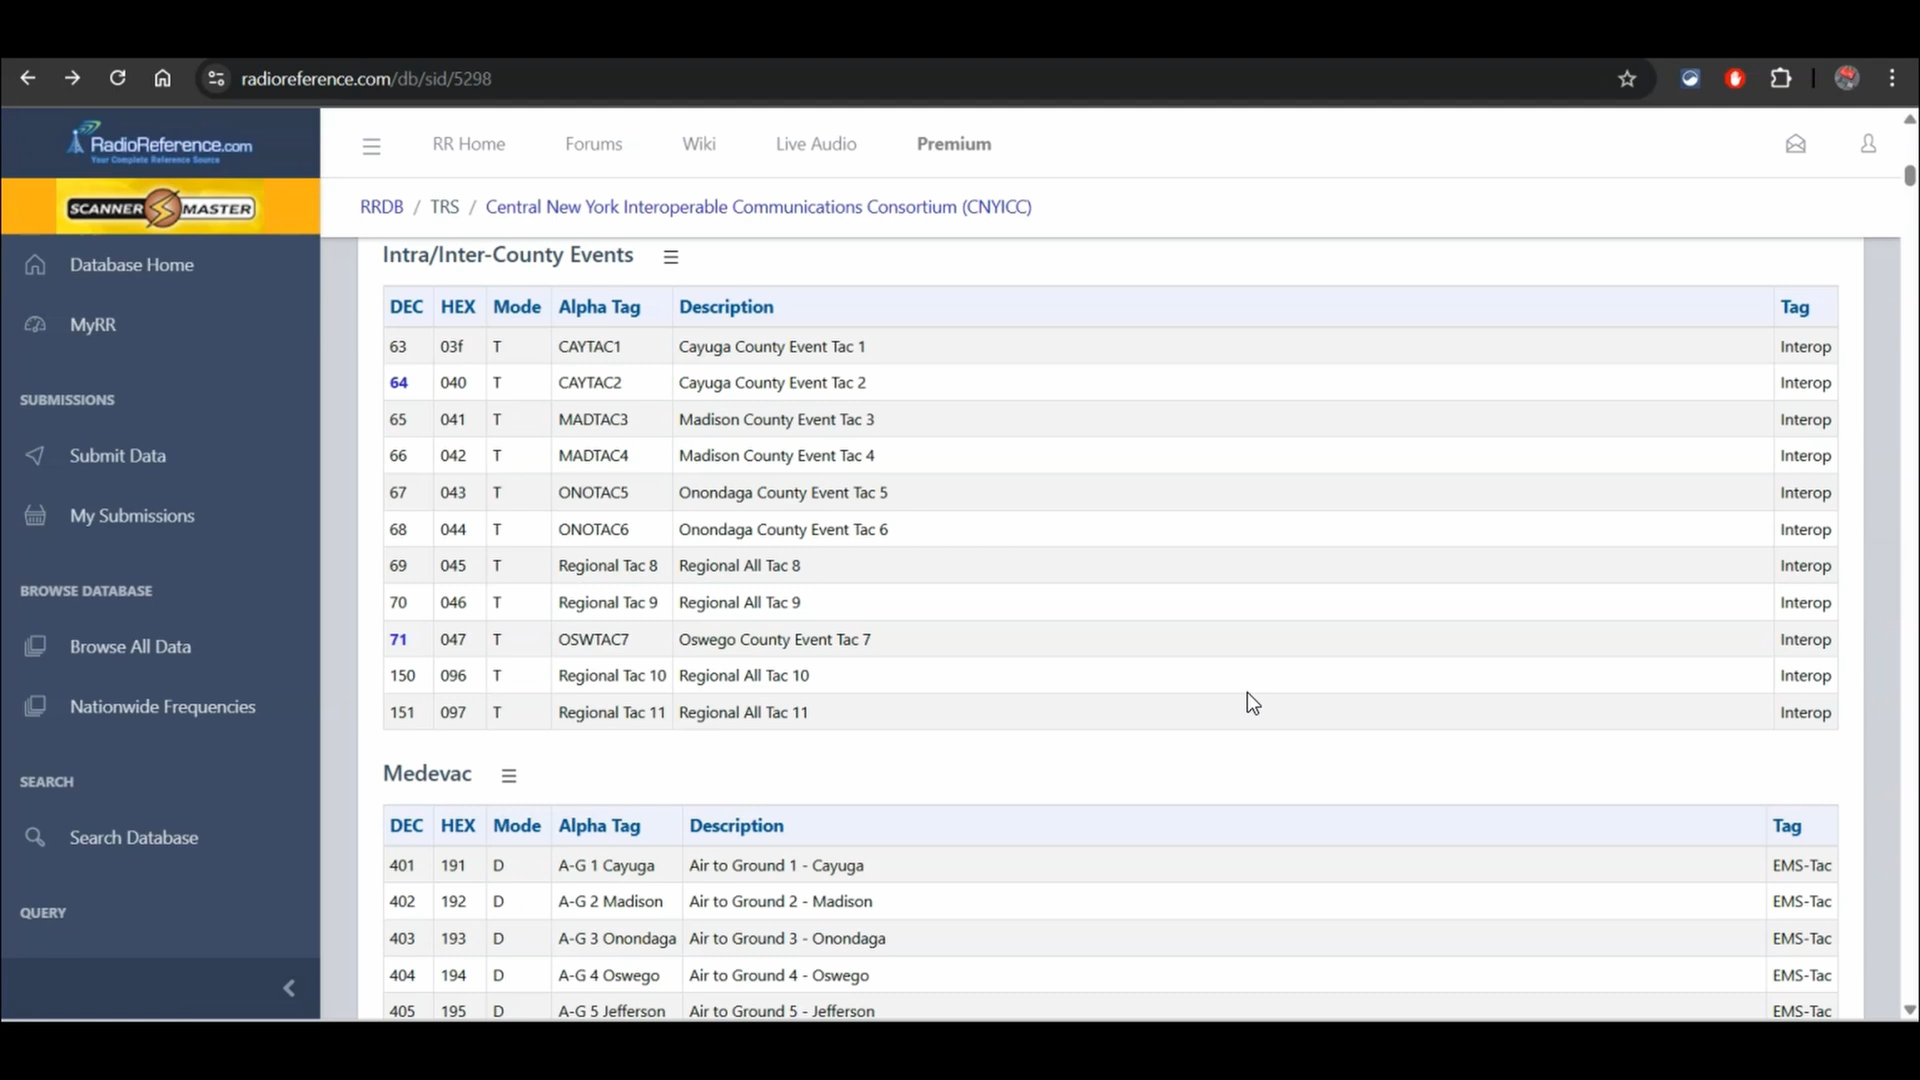 radioreference.com/db/sid/5298
RadioReference.com
Your Complete Reference Source
RR Home Forums Wiki Live Audio Premium
SCANNER MASTER
RRDB / TRS / Central New York Interoperable Communications Consortium (CNYICC)
Database Home
MyRR
SUBMISSIONS
Submit Data
My Submissions
BROWSE DATABASE
Browse All Data
Nationwide Frequencies
SEARCH
Search Database
QUERY
Intra/Inter-County Events
DEC HEX Mode Alpha Tag Description Tag
63 03f T CAYTAC1 Cayuga County Event Tac 1 Interop
64 040 T CAYTAC2 Cayuga County Event Tac 2 Interop
65 041 T MADTAC3 Madison County Event Tac 3 Interop
66 042 T MADTAC4 Madison County Event Tac 4 Interop
67 043 T ONOTAC5 Onondaga County Event Tac 5 Interop
68 044 T ONOTAC6 Onondaga County Event Tac 6 Interop
69 045 T Regional Tac 8 Regional All Tac 8 Interop
70 046 T Regional Tac 9 Regional All Tac 9 Interop
71 047 T OSWTAC7 Oswego County Event Tac 7 Interop
150 096 T Regional Tac 10 Regional All Tac 10 Interop
151 097 T Regional Tac 11 Regional All Tac 11 Interop
Medevac
DEC HEX Mode Alpha Tag Description Tag
401 191 D A-G 1 Cayuga Air to Ground 1 - Cayuga EMS-Tac
402 192 D A-G 2 Madison Air to Ground 2 - Madison EMS-Tac
403 193 D A-G 3 Onondaga Air to Ground 3 - Onondaga EMS-Tac
404 194 D A-G 4 Oswego Air to Ground 4 - Oswego EMS-Tac
405 195 D A-G 5 Jefferson Air to Ground 5 - Jefferson EMS-Tac